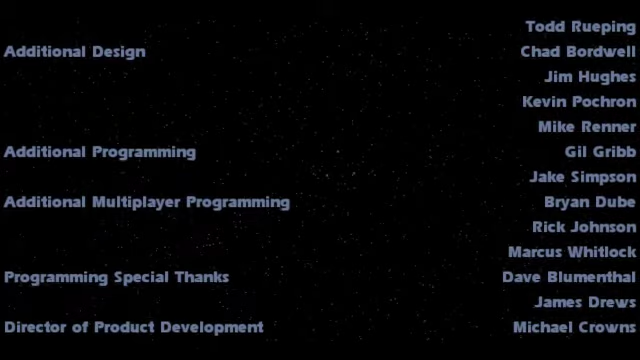 Todd Rueping
Additional Design Chad Bordwell
Jim Hughes
Kevin Pochron
Mike Renner
Additional Programming Gil Gribb
Jake Simpson
Additional Multiplayer Programming Bryan Dube
Rick Johnson
Marcus Whitlock
Programming Special Thanks Dave Blumenthal
James Drews
Director of Product Development Michael Crowns